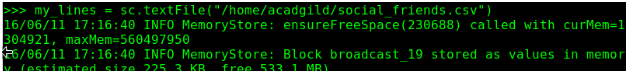 >>> my_lines = sc.textFile("/home/acadgild/social_friends.csv")
16/06/11 17:16:40 INFO MemoryStore: ensureFreeSpace(230688) called with curMem=1
304921, maxMem=560497950
16/06/11 17:16:40 INFO MemoryStore: Block broadcast_19 stored as values in memor
y (estimated size 225.3 KB, free 533.1 MB)